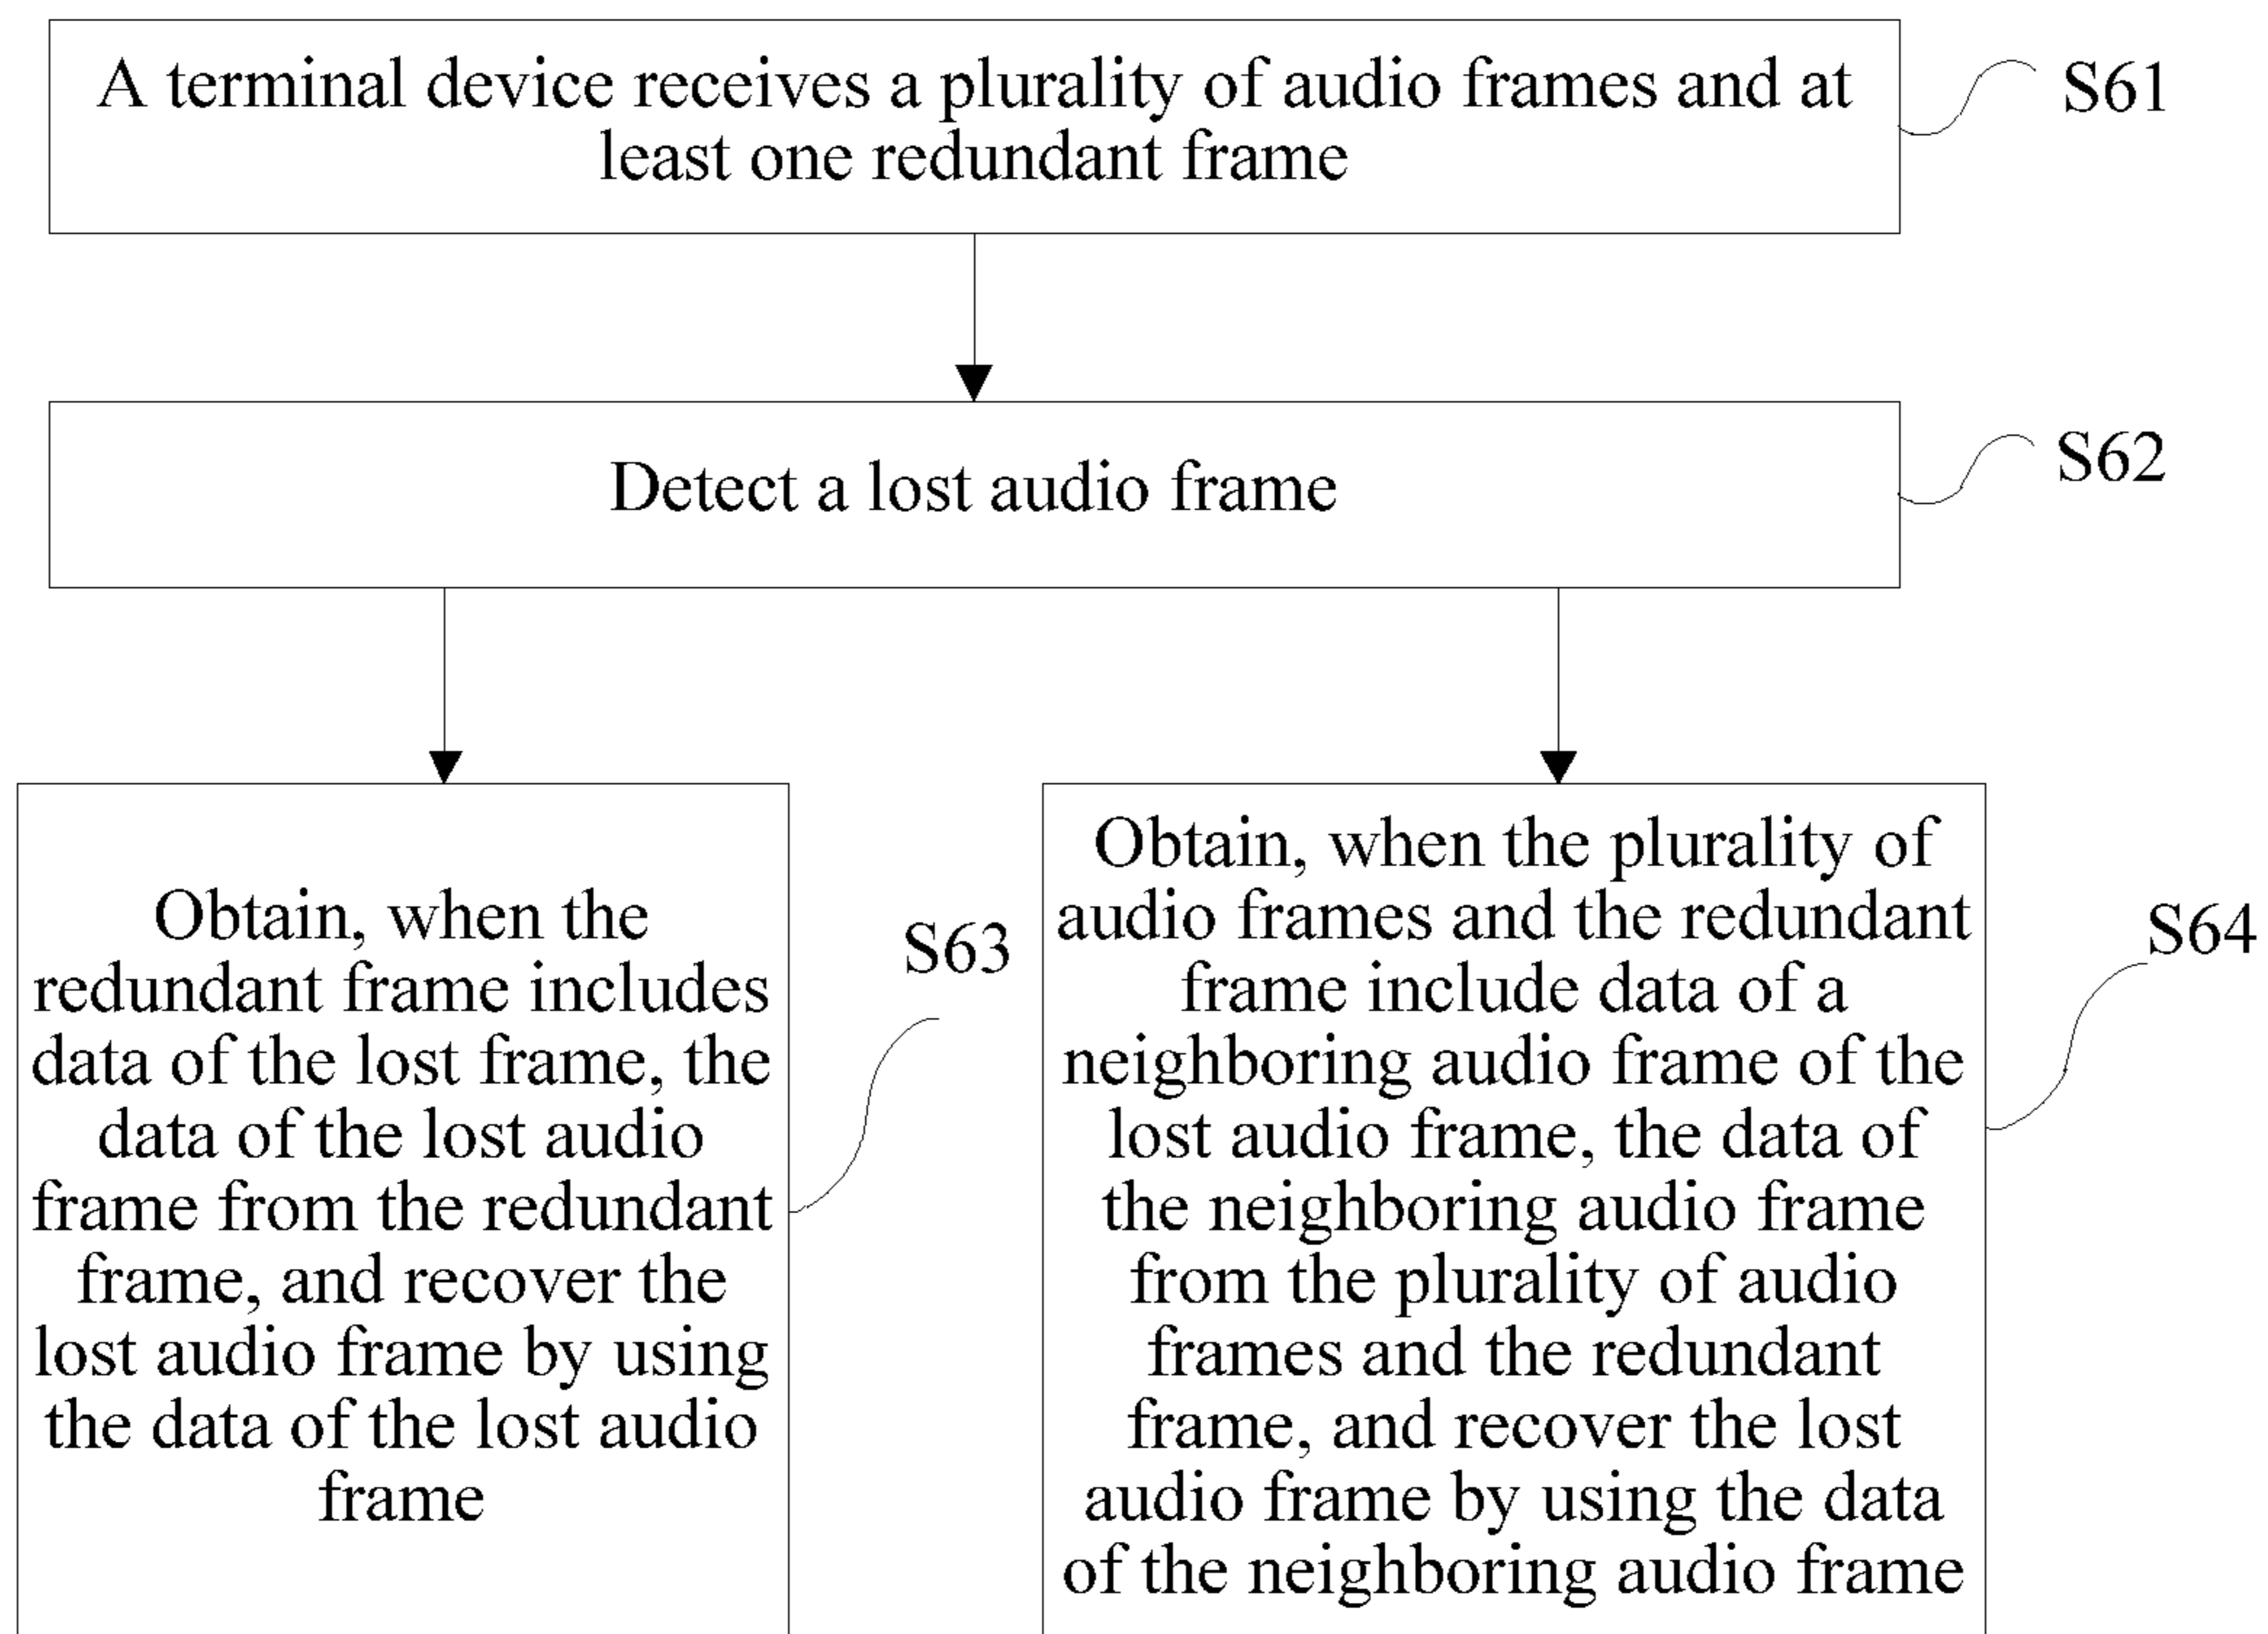 A terminal device receives a plurality of audio frames and at
least one redundant frame
S61
Detect a lost audio frame
S62
Obtain, when the
redundant frame includes
data of the lost frame, the
data of the lost audio
frame from the redundant
frame, and recover the
lost audio frame by using
the data of the lost audio
frame
S63
Obtain, when the plurality of
audio frames and the redundant
frame include data of a
neighboring audio frame of the
lost audio frame, the data of
the neighboring audio frame
from the plurality of audio
frames and the redundant
frame, and recover the lost
audio frame by using the data
of the neighboring audio frame
S64